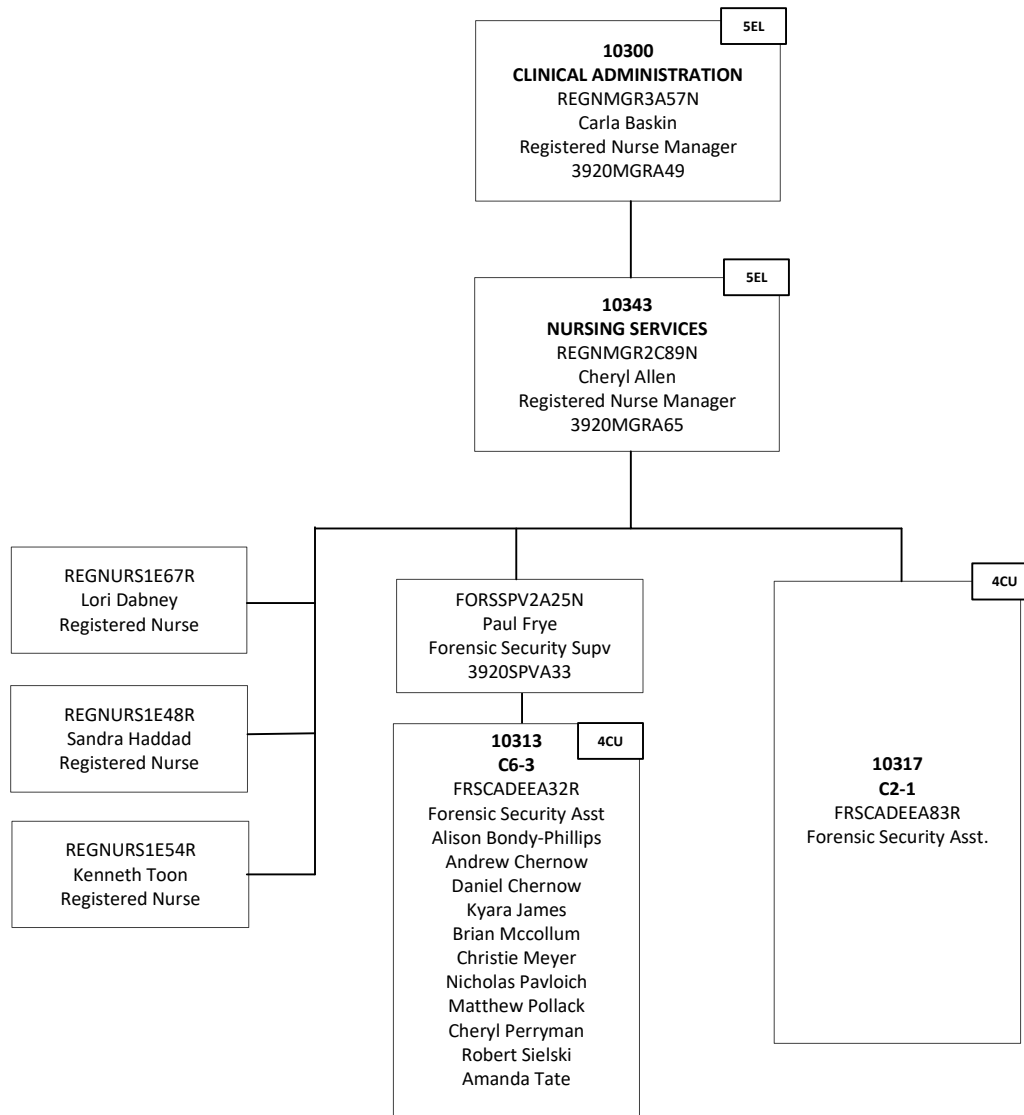 5EL
10300
CLINICAL ADMINISTRATION
REGNMGR3A57N
Carla Baskin
Registered Nurse Manager
3920MGRA49
5EL
10343
NURSING SERVICES
REGNMGR2C89N
Cheryl Allen
Registered Nurse Manager
3920MGRA65
REGNURS1E67R
Lori Dabney
Registered Nurse
REGNURS1E48R
Sandra Haddad
Registered Nurse
REGNURS1E54R
Kenneth Toon
Registered Nurse
FORSSPV2A25N
Paul Frye
Forensic Security Supv
3920SPVA33
4CU
10313
C6-3
FRSCADEEA32R
Forensic Security Asst
Alison Bondy-Phillips
Andrew Chernow
Daniel Chernow
Kyara James
Brian Mccollum
Christie Meyer
Nicholas Pavloich
Matthew Pollack
Cheryl Perryman
Robert Sielski
Amanda Tate
4CU
10317
C2-1
FRSCADEEA83R
Forensic Security Asst.